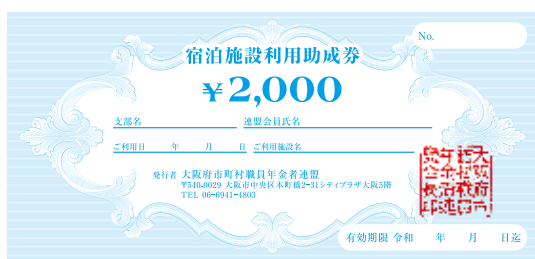 No.
宿泊施設利用助成券
¥2,000
支部名 連盟会員氏名
ご利用日 年 月 日 ご利用施設名
発行者 大阪府市町村職員年金者連盟
〒540-0029 大阪市中央区本町橋2-31シティプラザ大阪5階
TEL 06-6941-4803
有効期限 令和 年 月 日迄